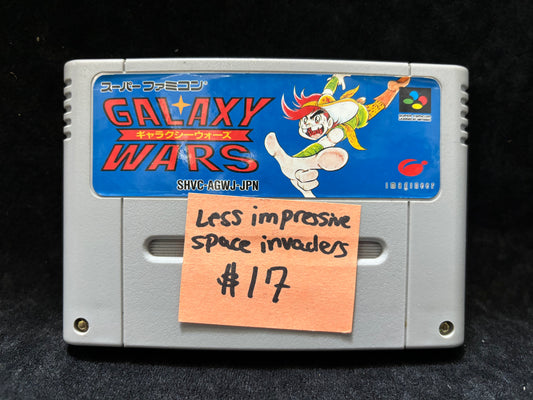 スーパーファミコン
GALAXY
ギャラクシーウォーズ
WARS
SHVC-AGWJ-JPN
imagineer
Less impressive
space invaders
#17